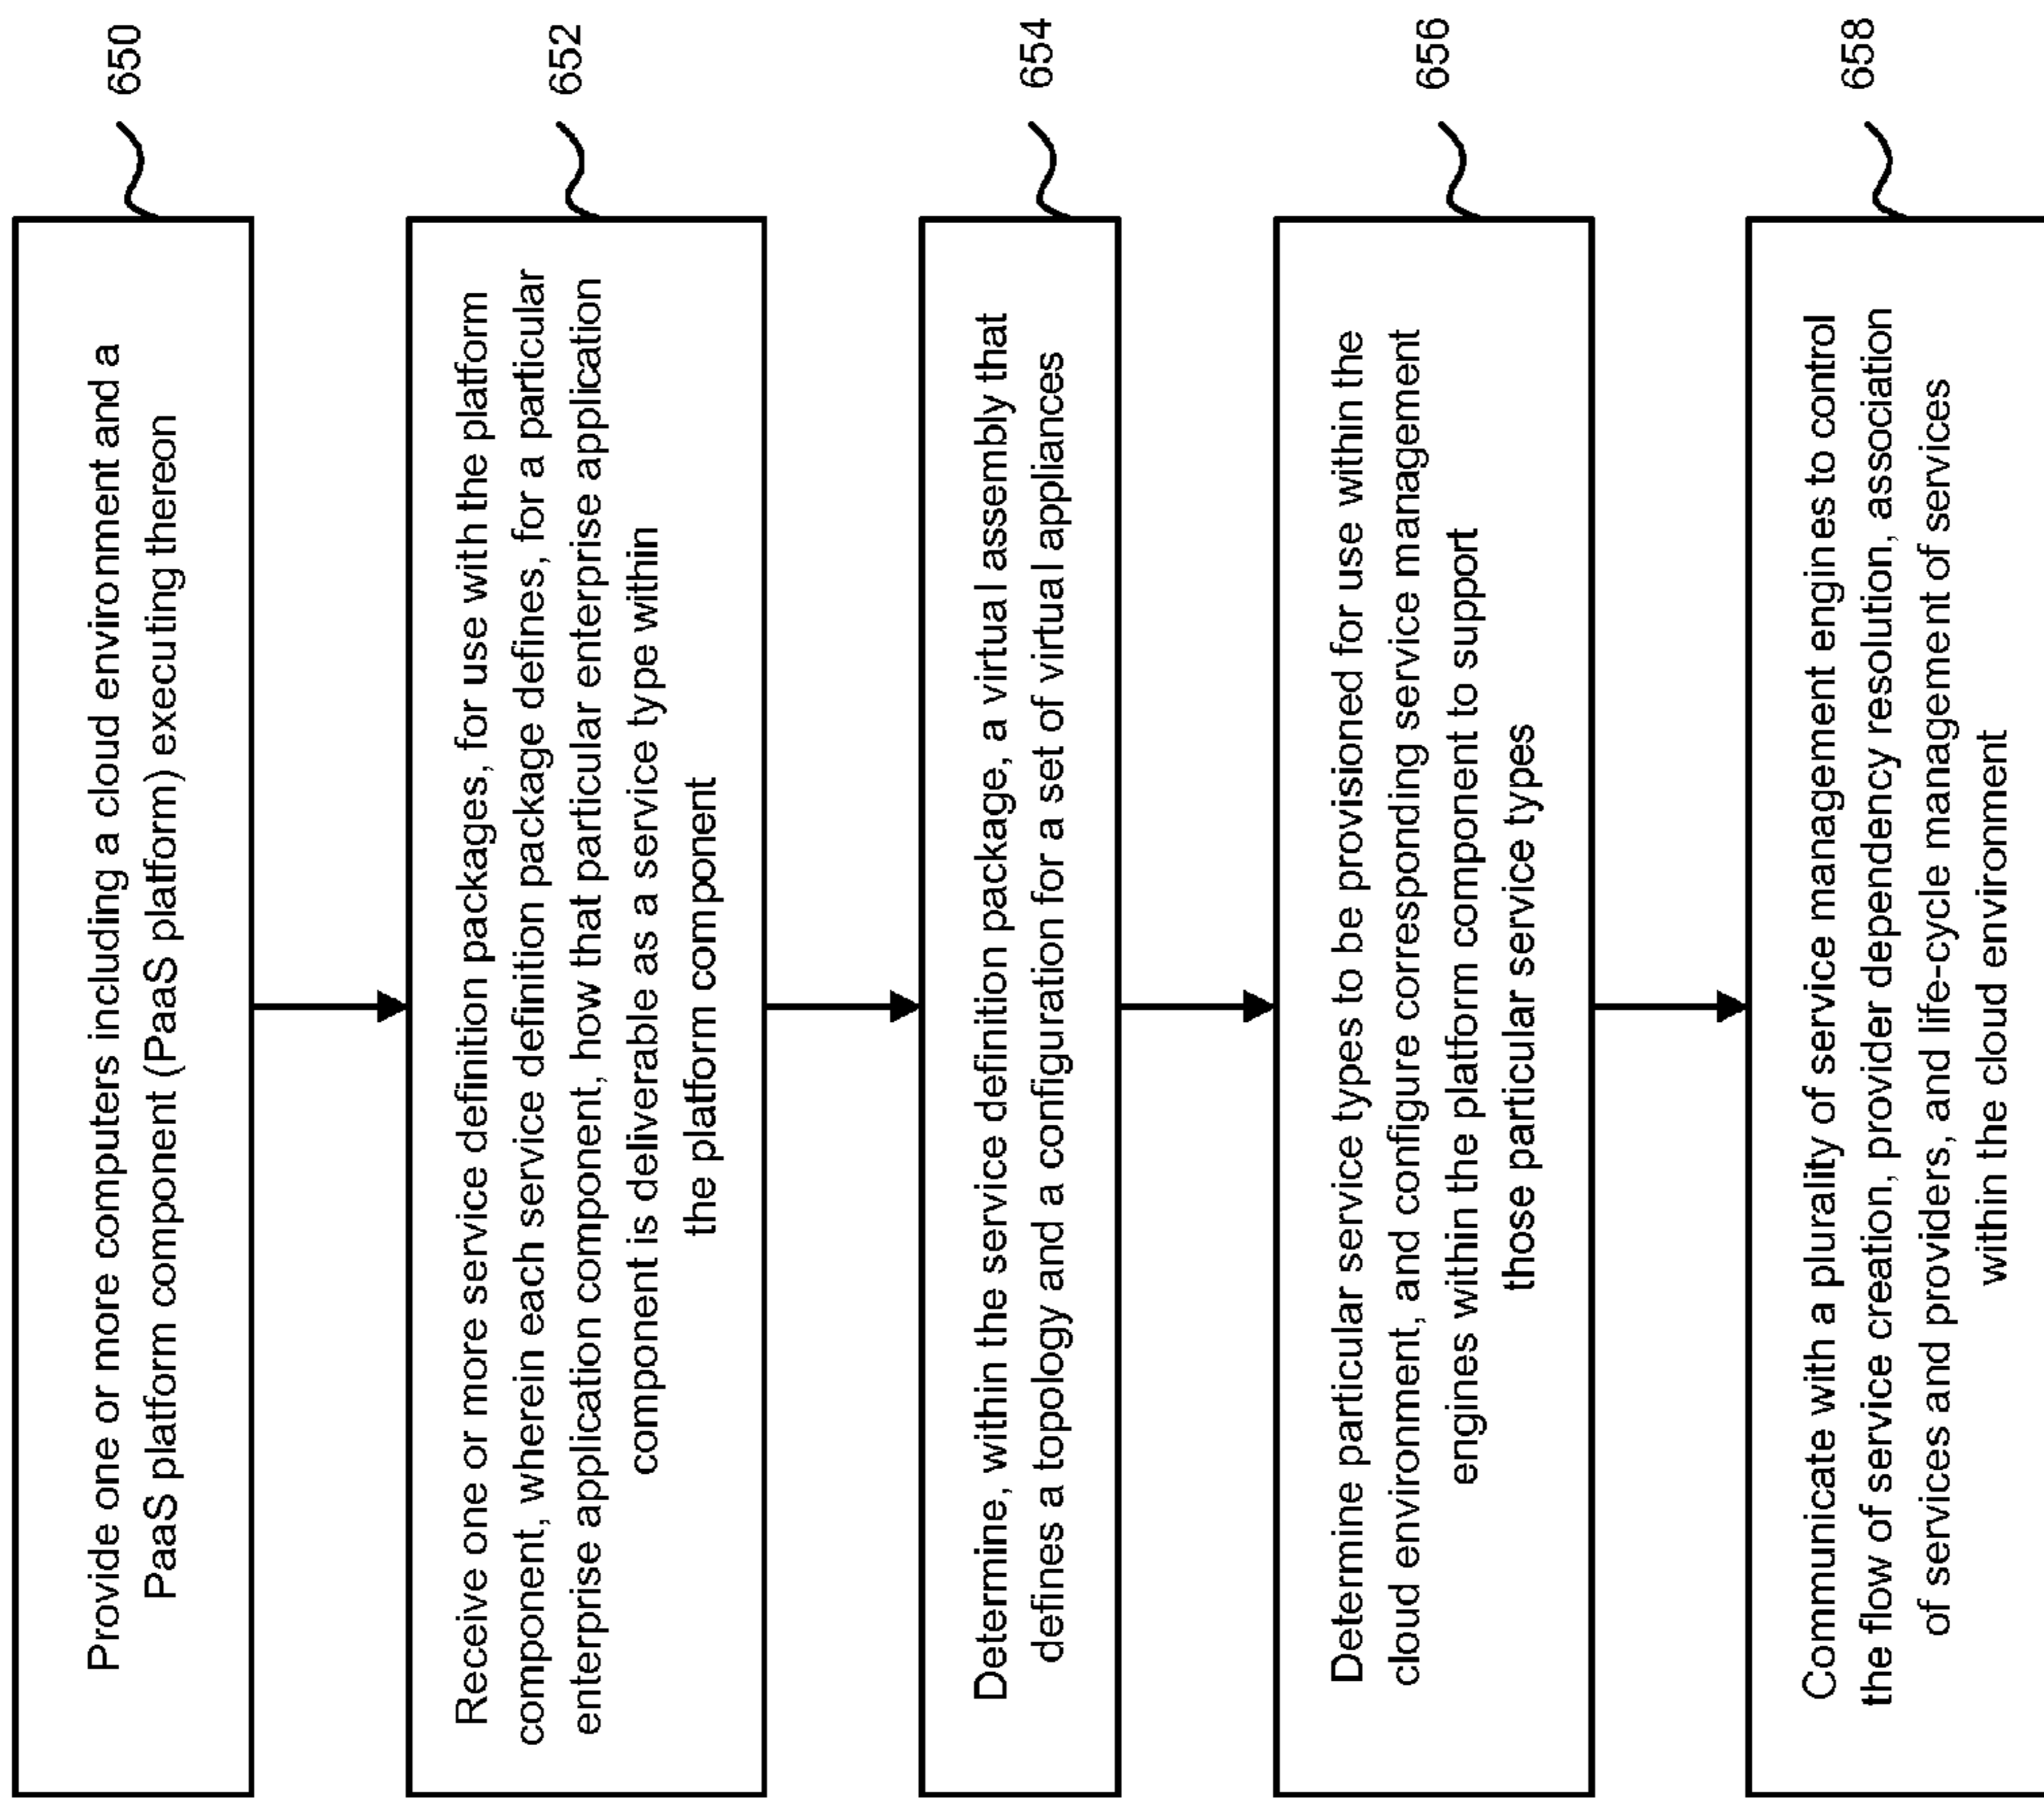 Provide one or more computers including a cloud environment and a
PaaS platform component (PaaS platform) executing thereon
650
Receive one or more service definition packages, for use with the platform
component, wherein each service definition package defines, for a particular
enterprise application component, how that particular enterprise application
component is deliverable as a service type within
the platform component
652
Determine, within the service definition package, a virtual assembly that
defines a topology and a configuration for a set of virtual appliances
654
Determine particular service types to be provisioned for use within the
cloud environment, and configure corresponding service management
engines within the platform component to support
those particular service types
656
Communicate with a plurality of service management engines to control
the flow of service creation, provider dependency resolution, association
of services and providers, and life-cycle management of services
within the cloud environment
658